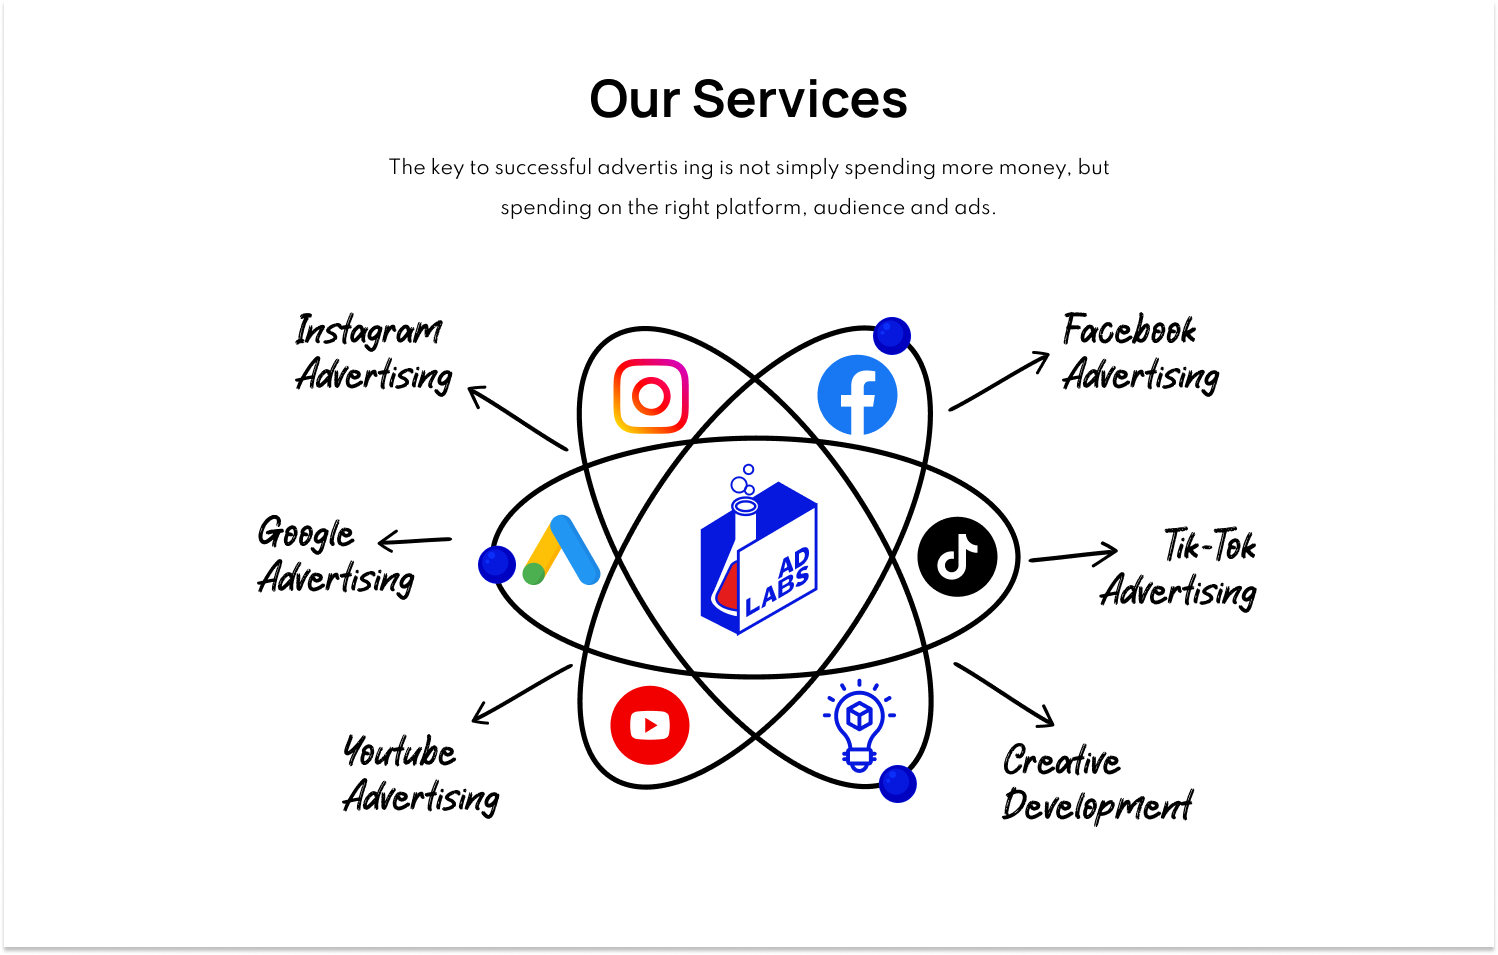 Our Services
The key to successful advertis ing is not simply spending more money, but
spending on the right platform, audience and ads.
Instagram
Advertising
Facebook
Advertising
Google
Advertising
AD
LABS
Tik-Tok
Advertising
Youtube
Advertising
Creative
Development